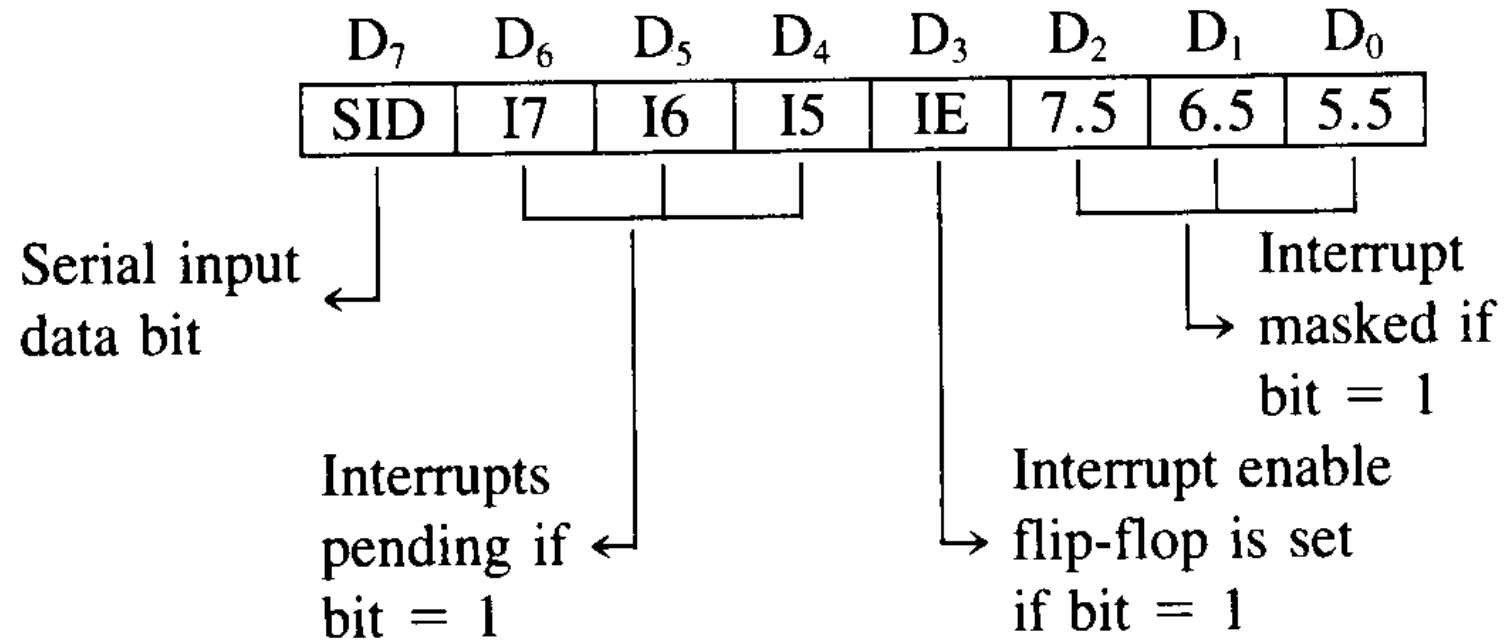 D₇ D₆ D₅ D₄ D₃ D₂ D₁ D₀
SID I7 I6 I5 IE 7.5 6.5 5.5
Serial input
data bit
Interrupt
masked if
bit = 1
Interrupts
pending if
bit = 1
Interrupt enable
flip-flop is set
if bit = 1